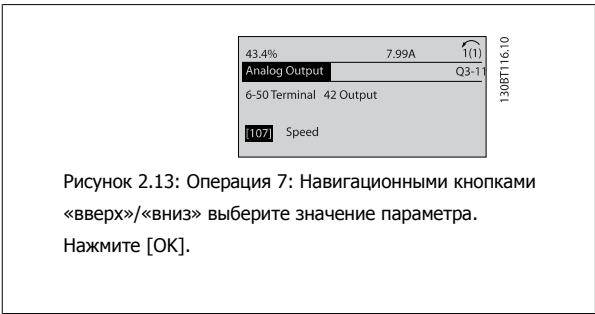 43.4% 7.99A 1(1)
Analog Output Q3-11
6-50 Terminal 42 Output
[107] Speed
130BT116.10
Рисунок 2.13: Операция 7: Навигационными кнопками
«вверх»/«вниз» выберите значение параметра.
Нажмите [OK].